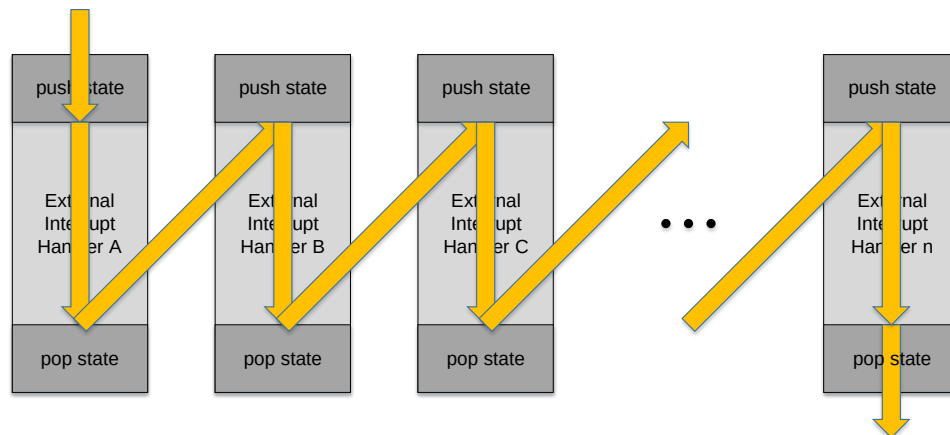 push state
push state
push state
push state
External
Interrupt
Handler A
External
Interrupt
Handler B
External
Interrupt
Handler C
...
External
Interrupt
Handler n
pop state
pop state
pop state
pop state